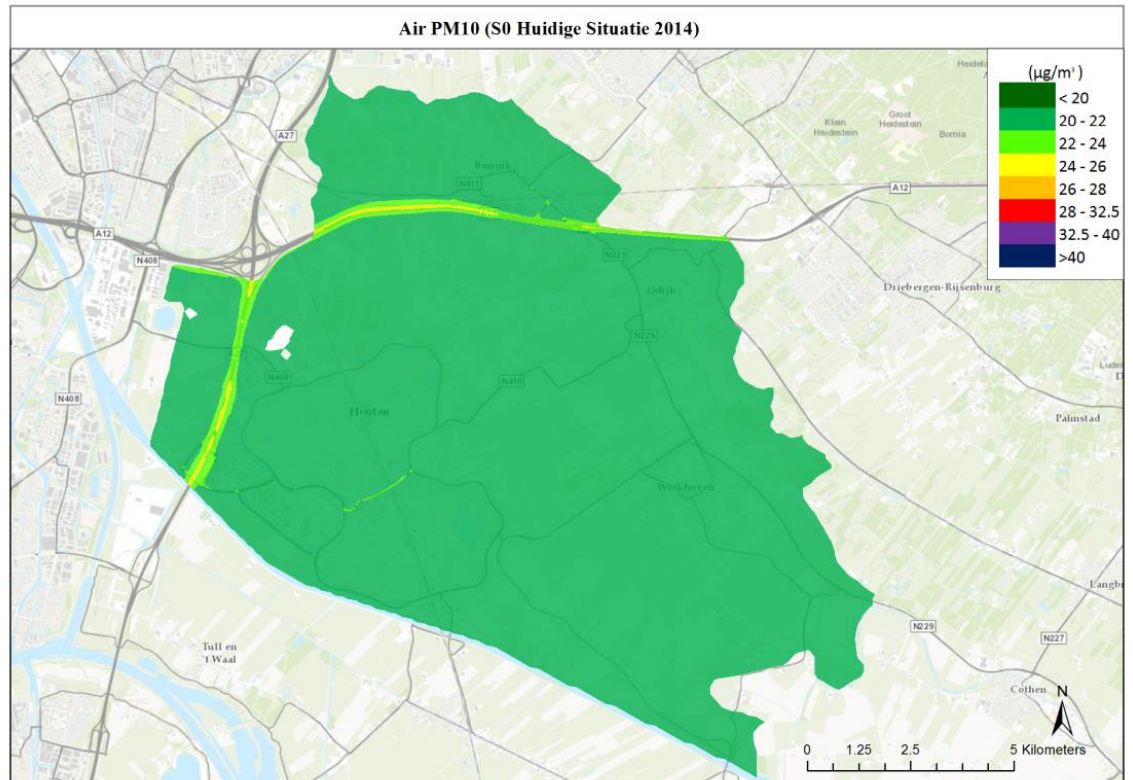 Air PM10 (S0 Huidige Situatie 2014)
(µg/m³)
< 20
20 - 22
22 - 24
24 - 26
26 - 28
28 - 32.5
32.5 - 40
>40
Klein
Heidestein
Groot
Heidestein
Bornia
A27
Bunnik
N411
A12
A12
N408
N229
Odijk
Driebergen-Rijsenburg
N229
N409
N410
Houten
N408
Palmstad
Werkhoven
Tull en
't Waal
N229
N227
Cothen
N
0 1.25 2.5 5 Kilometers